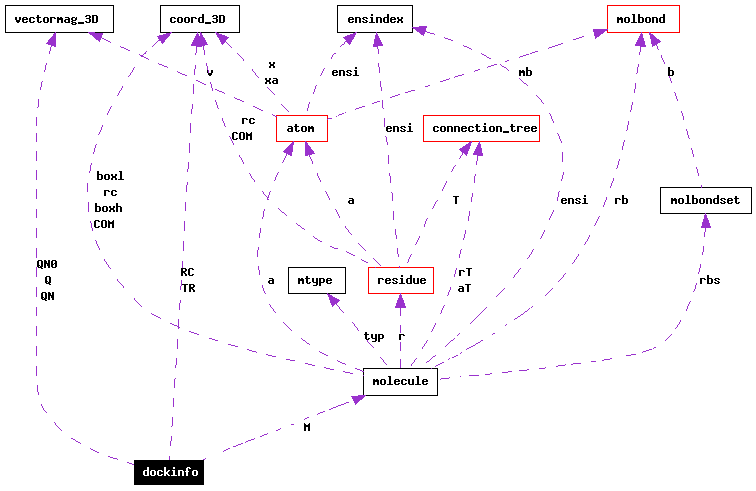 vectormag_3D
coord_3D
ensindex
molbond
v
x
xa
ensi
mb
b
rc
COM
atom
ensi
connection_tree
boxl
rc
boxh
COM
a
T
ensi
rb
molbondset
QN0
Q
QN
RC
TR
a
mtype
residue
rT
aT
rbs
typ
r
molecule
M
dockinfo